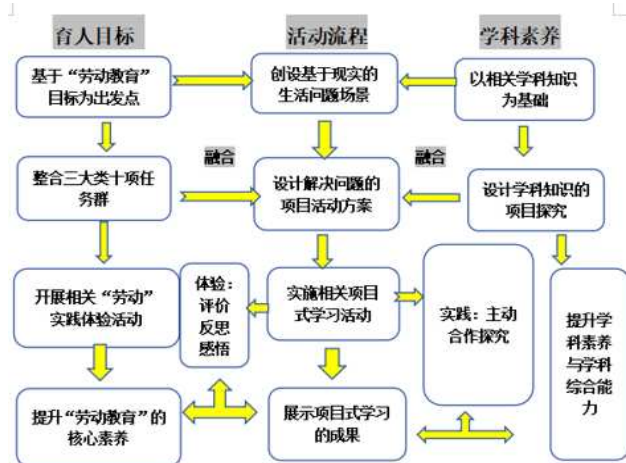 育人目标
活动流程
学科素养
基于“劳动教育”
目标为出发点
创设基于现实的
生活问题场景
以相关学科知识
为基础
融合
融合
整合三大类十项任
务群
设计解决问题的
项目活动方案
设计学科知识的
项目探究
开展相关“劳动”
实践体验活动
体验：
评价
反思
感悟
实施相关项目
式学习活动
实践：主动
合作探究
提升学
科素养
与学科
综合能
力
提升“劳动教育”的
核心素养
展示项目式学习
的成果